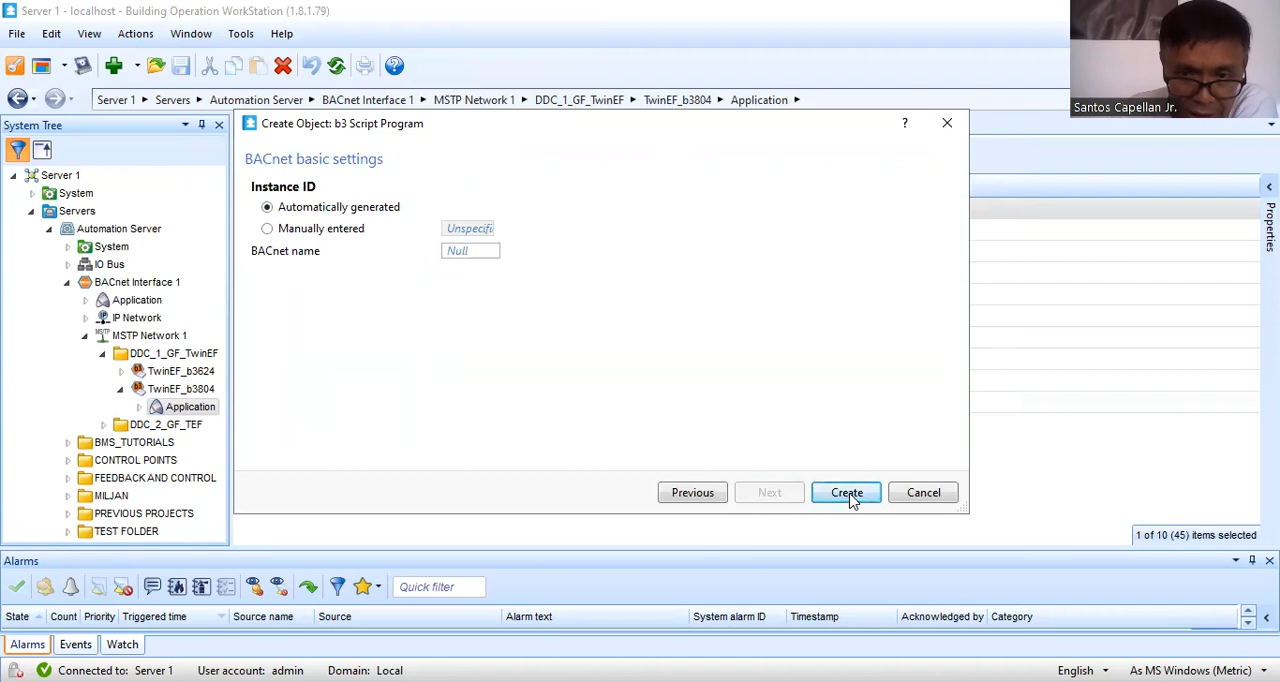 Server 1 - localhost - Building Operation WorkStation (1.8.1.79)
File Edit View Actions Window Tools Help
Santos Capellan Jr.
Server 1 Servers Automation Server BACnet Interface 1 MSTP Network 1 DDC_1_GF_TwinEF TwinEF_b3804 Application
System Tree
Create Object: b3 Script Program
BACnet basic settings
Instance ID
Automatically generated
Manually entered Unspecifi
BACnet name Null
Previous Next Create Cancel
Server 1
System
Servers
Automation Server
System
IO Bus
BACnet Interface 1
Application
IP Network
MSTP Network 1
DDC_1_GF_TwinEF
TwinEF_b3624
TwinEF_b3804
Application
DDC_2_GF_TEF
BMS_TUTORIALS
CONTROL POINTS
FEEDBACK AND CONTROL
MILJAN
PREVIOUS PROJECTS
TEST FOLDER
Properties
1 of 10 (45) items selected
Alarms
Quick filter
State Count Priority Triggered time Source name Source Alarm text System alarm ID Timestamp Acknowledged by Category
Alarms Events Watch
Connected to: Server 1 User account: admin Domain: Local English As MS Windows (Metric)